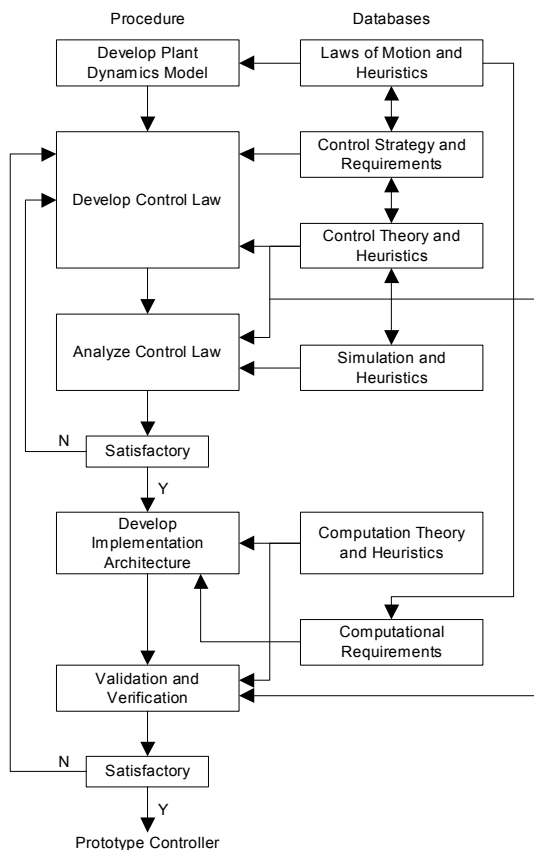 Procedure
Databases
Develop Plant
Dynamics Model
Laws of Motion and
Heuristics
Control Strategy and
Requirements
Develop Control Law
Control Theory and
Heuristics
Analyze Control Law
Simulation and
Heuristics
N
Satisfactory
Y
Develop
Implementation
Architecture
Computation Theory
and Heuristics
Computational
Requirements
Validation and
Verification
N
Satisfactory
Y
Prototype Controller